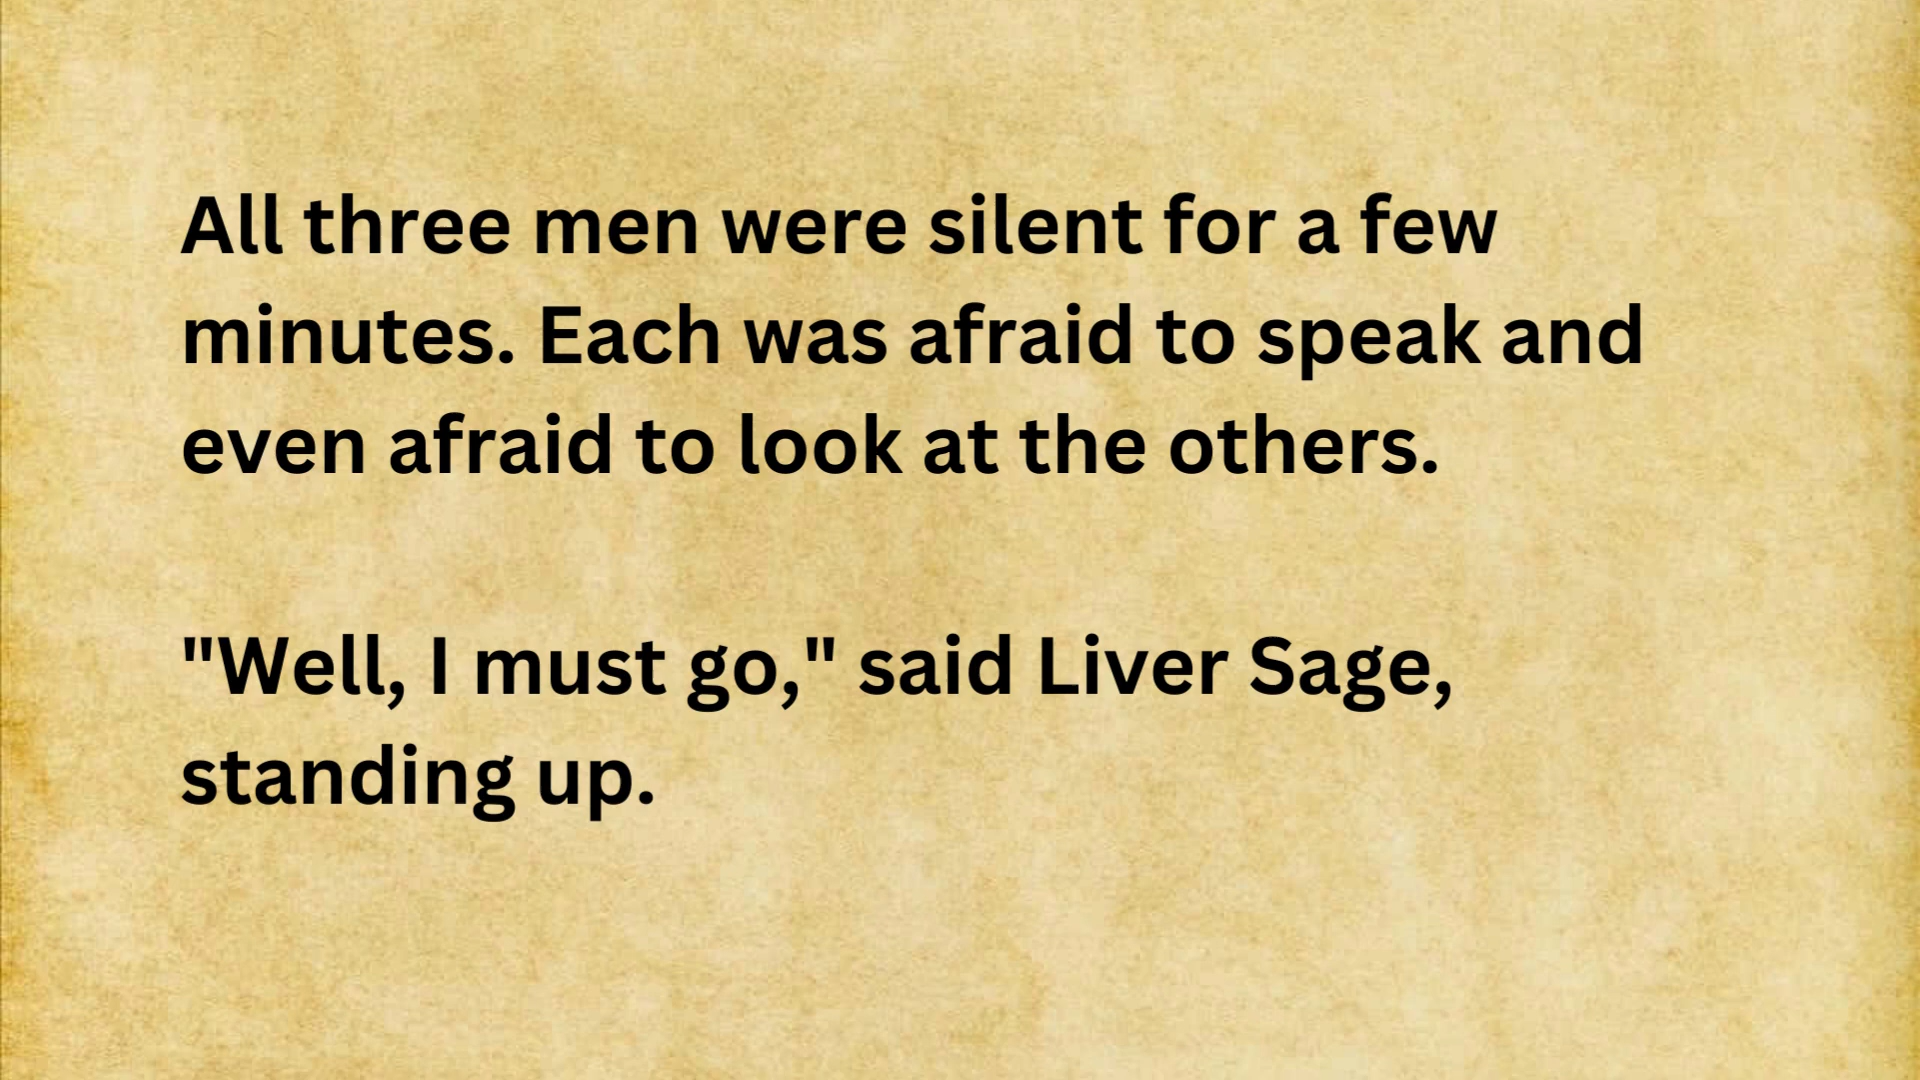 All three men were silent for a few
minutes. Each was afraid to speak and
even afraid to look at the others.
"Well, I must go," said Liver Sage,
standing up.